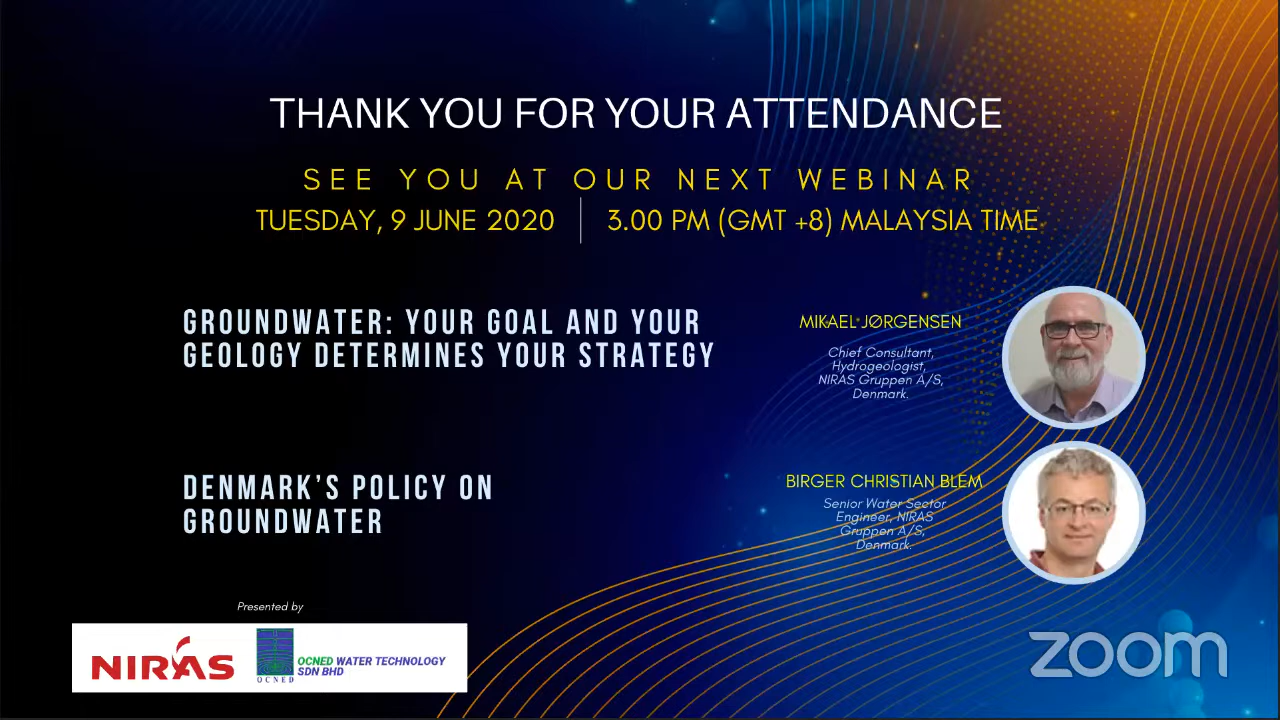 THANK YOU FOR YOUR ATTENDANCE
SEE YOU AT OUR NEXT WEBINAR
TUESDAY, 9 JUNE 2020 3.00 PM (GMT +8) MALAYSIA TIME
GROUNDWATER: YOUR GOAL AND YOUR
GEOLOGY DETERMINES YOUR STRATEGY
MIKAEL JØRGENSEN
Chief Consultant,
Hydrogeologist,
NIRAS Gruppen A/S,
Denmark.
DENMARK'S POLICY ON
GROUNDWATER
BIRGER CHRISTIAN BLEM
Senior Water Sector
Engineer, NIRAS
Gruppen A/S,
Denmark.
Presented by
NIRAS
OCNED
OCNED WATER TECHNOLOGY
SDN BHD
zoom